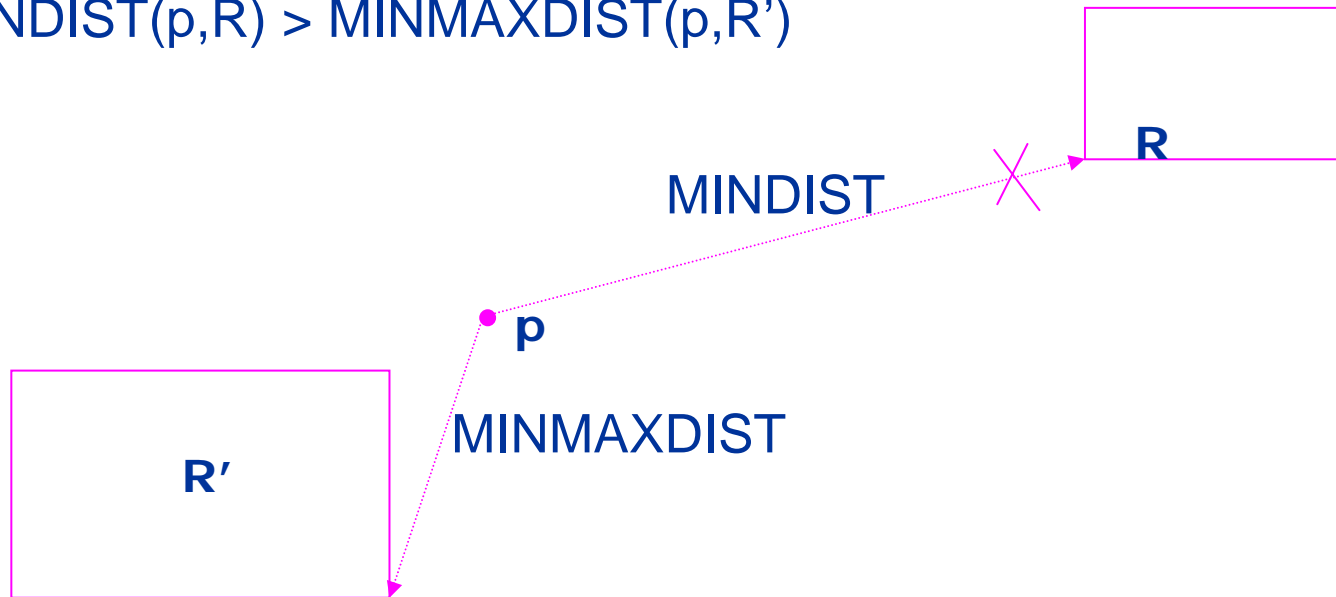 NDIST(p,R) > MINMAXDIST(p,R’)
R
MINDIST
p
MINMAXDIST
R’